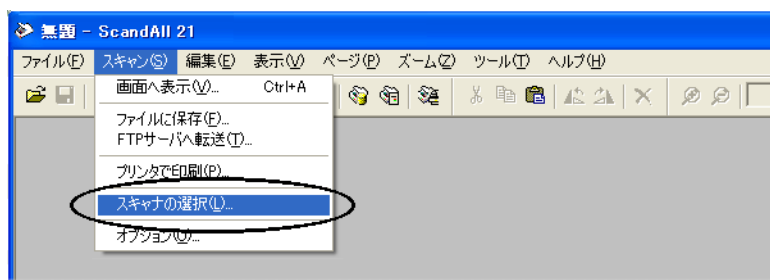 無題 - ScandAll 21
ファイル(F) スキャン(S) 編集(E) 表示(V) ページ(P) ズーム(Z) ツール(T) ヘルプ(H)
画面へ表示(V)... Ctrl+A
ファイルに保存(F)...
FTPサーバへ転送(T)...
プリンタで印刷(P)...
スキャナの選択(L)...
オプション(O)...